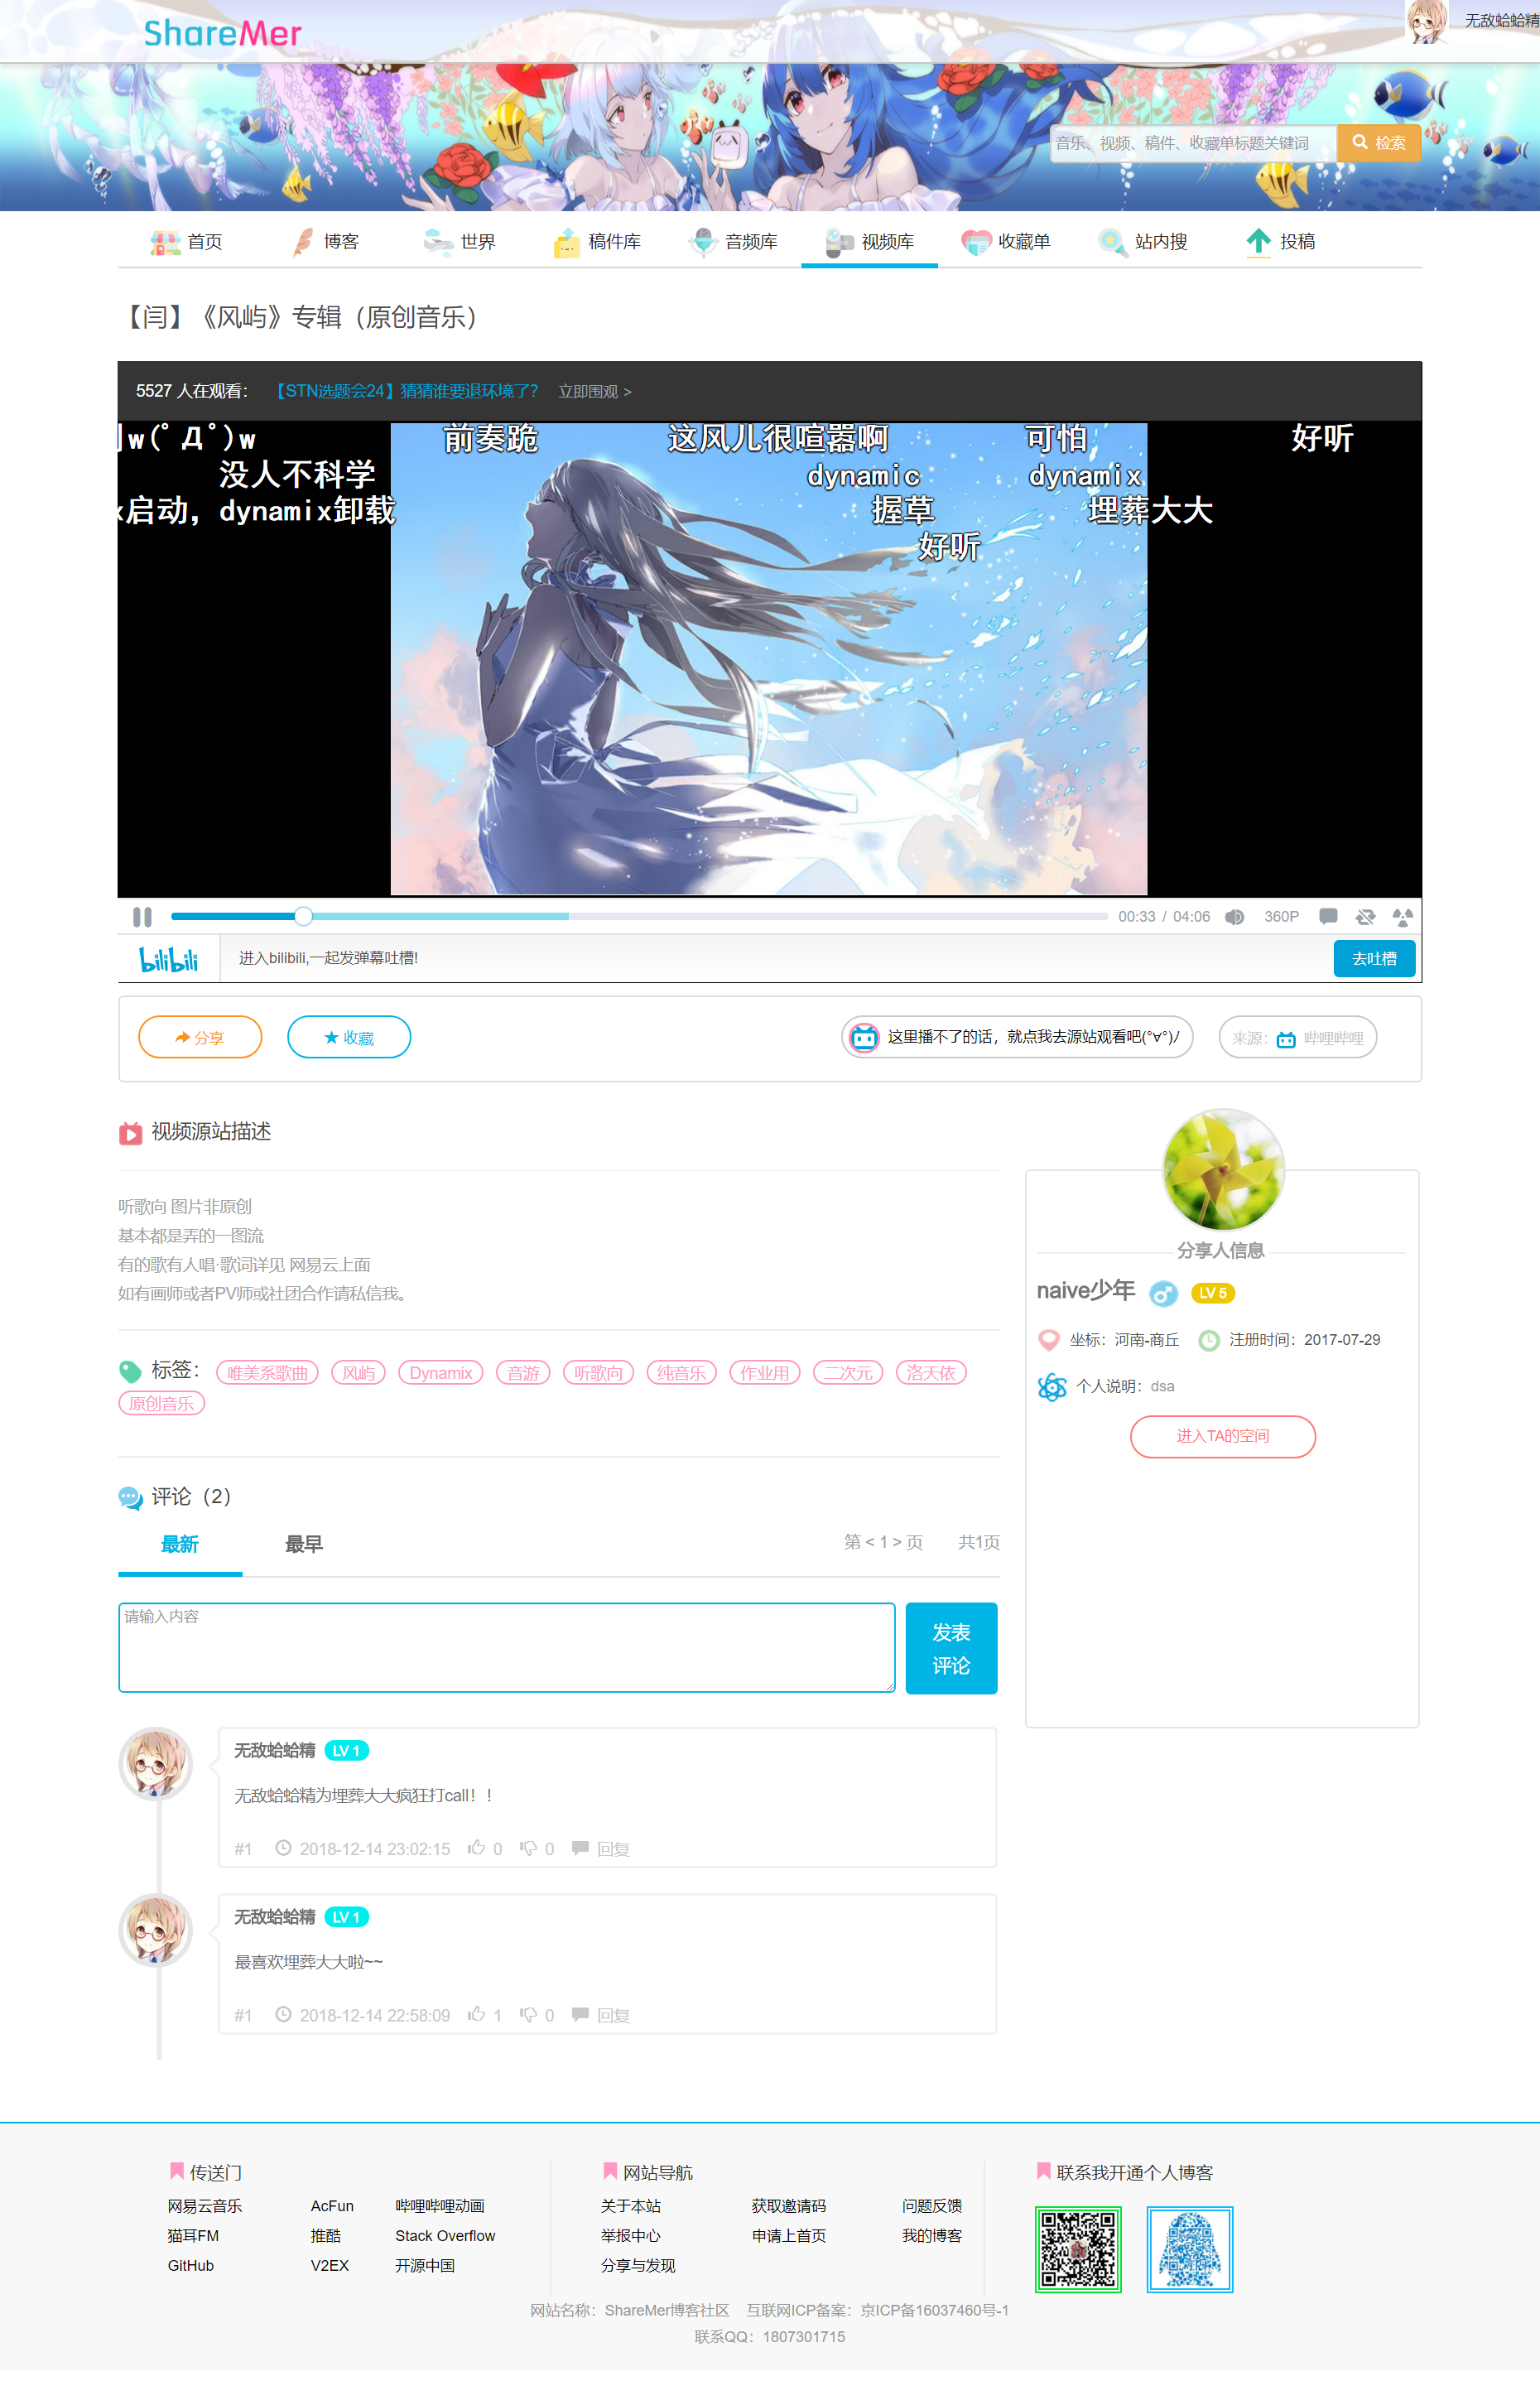 ShareMer
无敌蛤蛤精
音乐、视频、稿件、收藏单标题关键词
检索
首页 博客 世界 稿件库 音频库 视频库 收藏单 站内搜 投稿
【闫】《风屿》专辑（原创音乐）
5527 人在观看： 【STN选题会24】猜猜谁要退环境了？ 立即围观 >
w(ﾟДﾟ)w 前奏跪 这风儿很喧嚣啊 可怕 好听
没人不科学 dynamic dynamix
x启动，dynamix卸载 握草 埋葬大大
好听
00:33 / 04:06 360P
bilibili 进入bilibili,一起发弹幕吐槽! 去吐槽
分享 收藏 这里播不了的话，就点我去源站观看吧(°∀°)ﾉ 来源： 哔哩哔哩
视频源站描述
听歌向 图片非原创
基本都是弄的一图流
有的歌有人唱·歌词详见 网易云上面
如有画师或者PV师或社团合作请私信我。
标签： 唯美系歌曲 风屿 Dynamix 音游 听歌向 纯音乐 作业用 二次元 洛天依
原创音乐
分享人信息
naive少年 LV 5
坐标：河南-商丘 注册时间：2017-07-29
个人说明：dsa
进入TA的空间
评论（2）
最新 最早 第 < 1 > 页 共1页
请输入内容
发表
评论
无敌蛤蛤精 LV 1
无敌蛤蛤精为埋葬大大疯狂打call！！
#1 2018-12-14 23:02:15 0 0 回复
无敌蛤蛤精 LV 1
最喜欢埋葬大大啦~~
#1 2018-12-14 22:58:09 1 0 回复
传送门
网易云音乐 AcFun 哔哩哔哩动画
猫耳FM 推酷 Stack Overflow
GitHub V2EX 开源中国
网站导航
关于本站 获取邀请码 问题反馈
举报中心 申请上首页 我的博客
分享与发现
联系我开通个人博客
网站名称：ShareMer博客社区 互联网ICP备案：京ICP备16037460号-1
联系QQ：1807301715